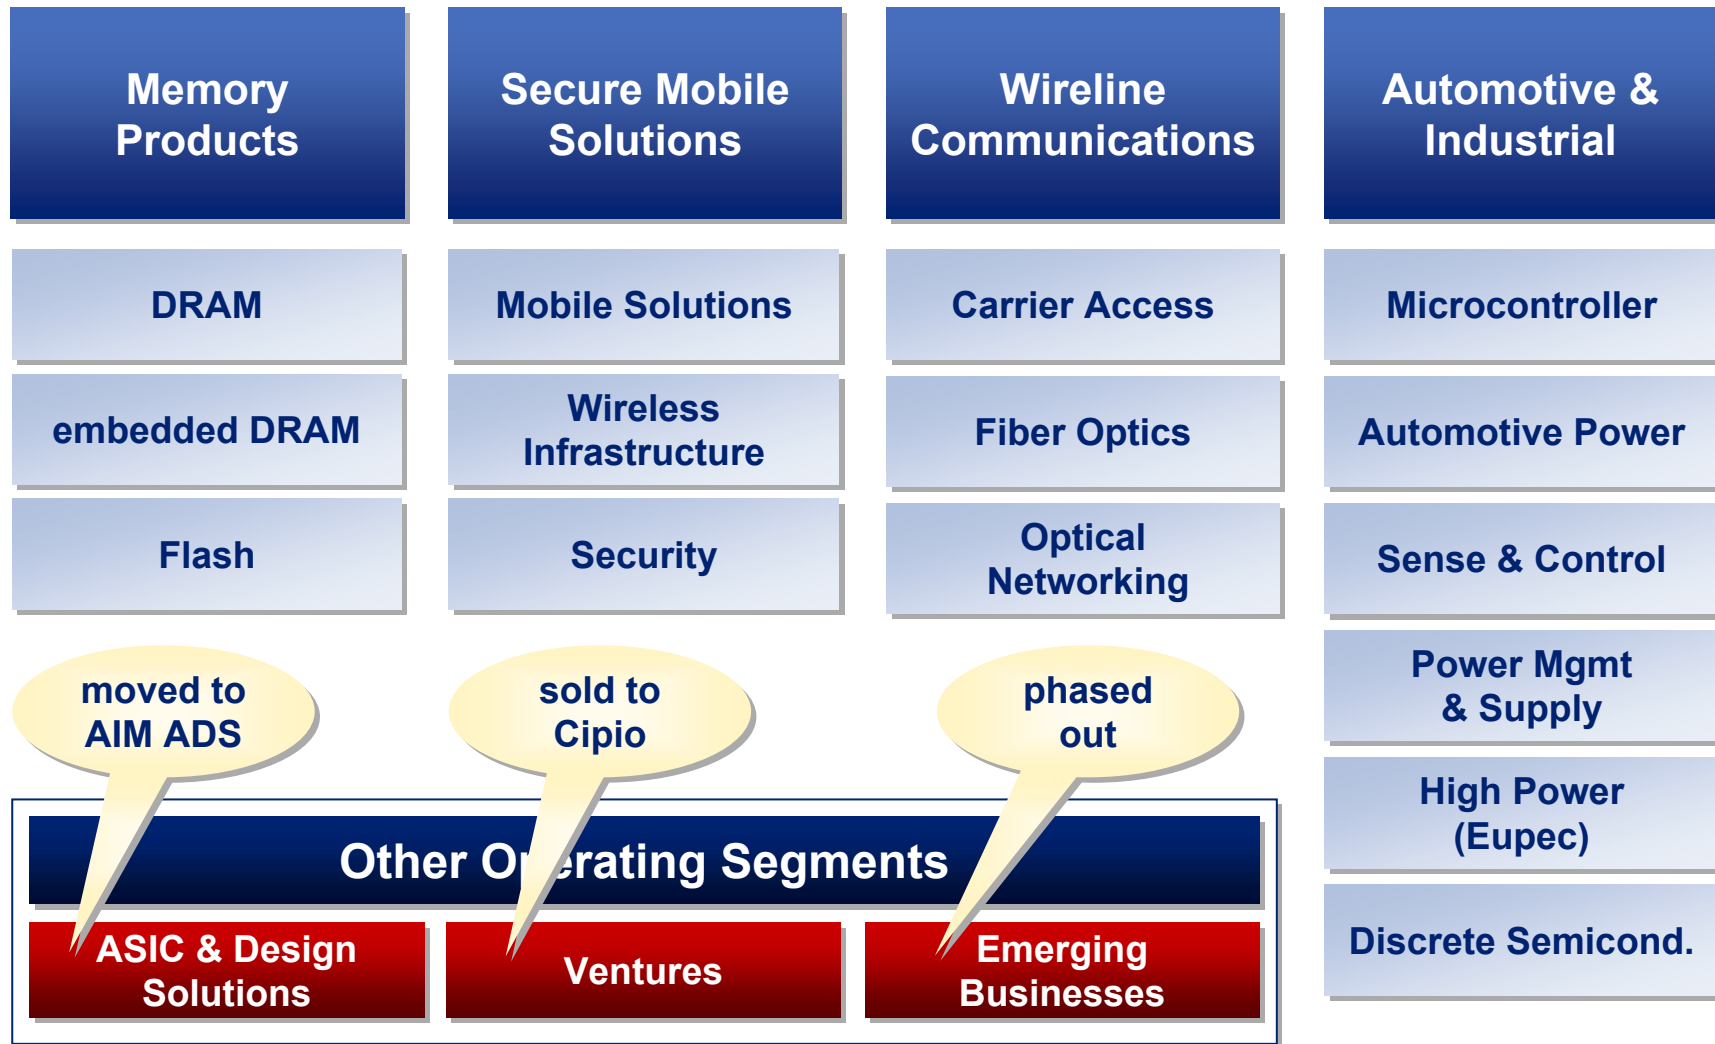 Memory
Products
Secure Mobile
Solutions
Wireline
Communications
Automotive &
Industrial
DRAM
Mobile Solutions
Carrier Access
Microcontroller
embedded DRAM
Wireless
Infrastructure
Fiber Optics
Automotive Power
Flash
Security
Optical
Networking
Sense & Control
moved to
AIM ADS
sold to
Cipio
phased
out
Power Mgmt
& Supply
High Power
(Eupec)
Other Operating Segments
ASIC & Design
Solutions
Ventures
Emerging
Businesses
Discrete Semicond.